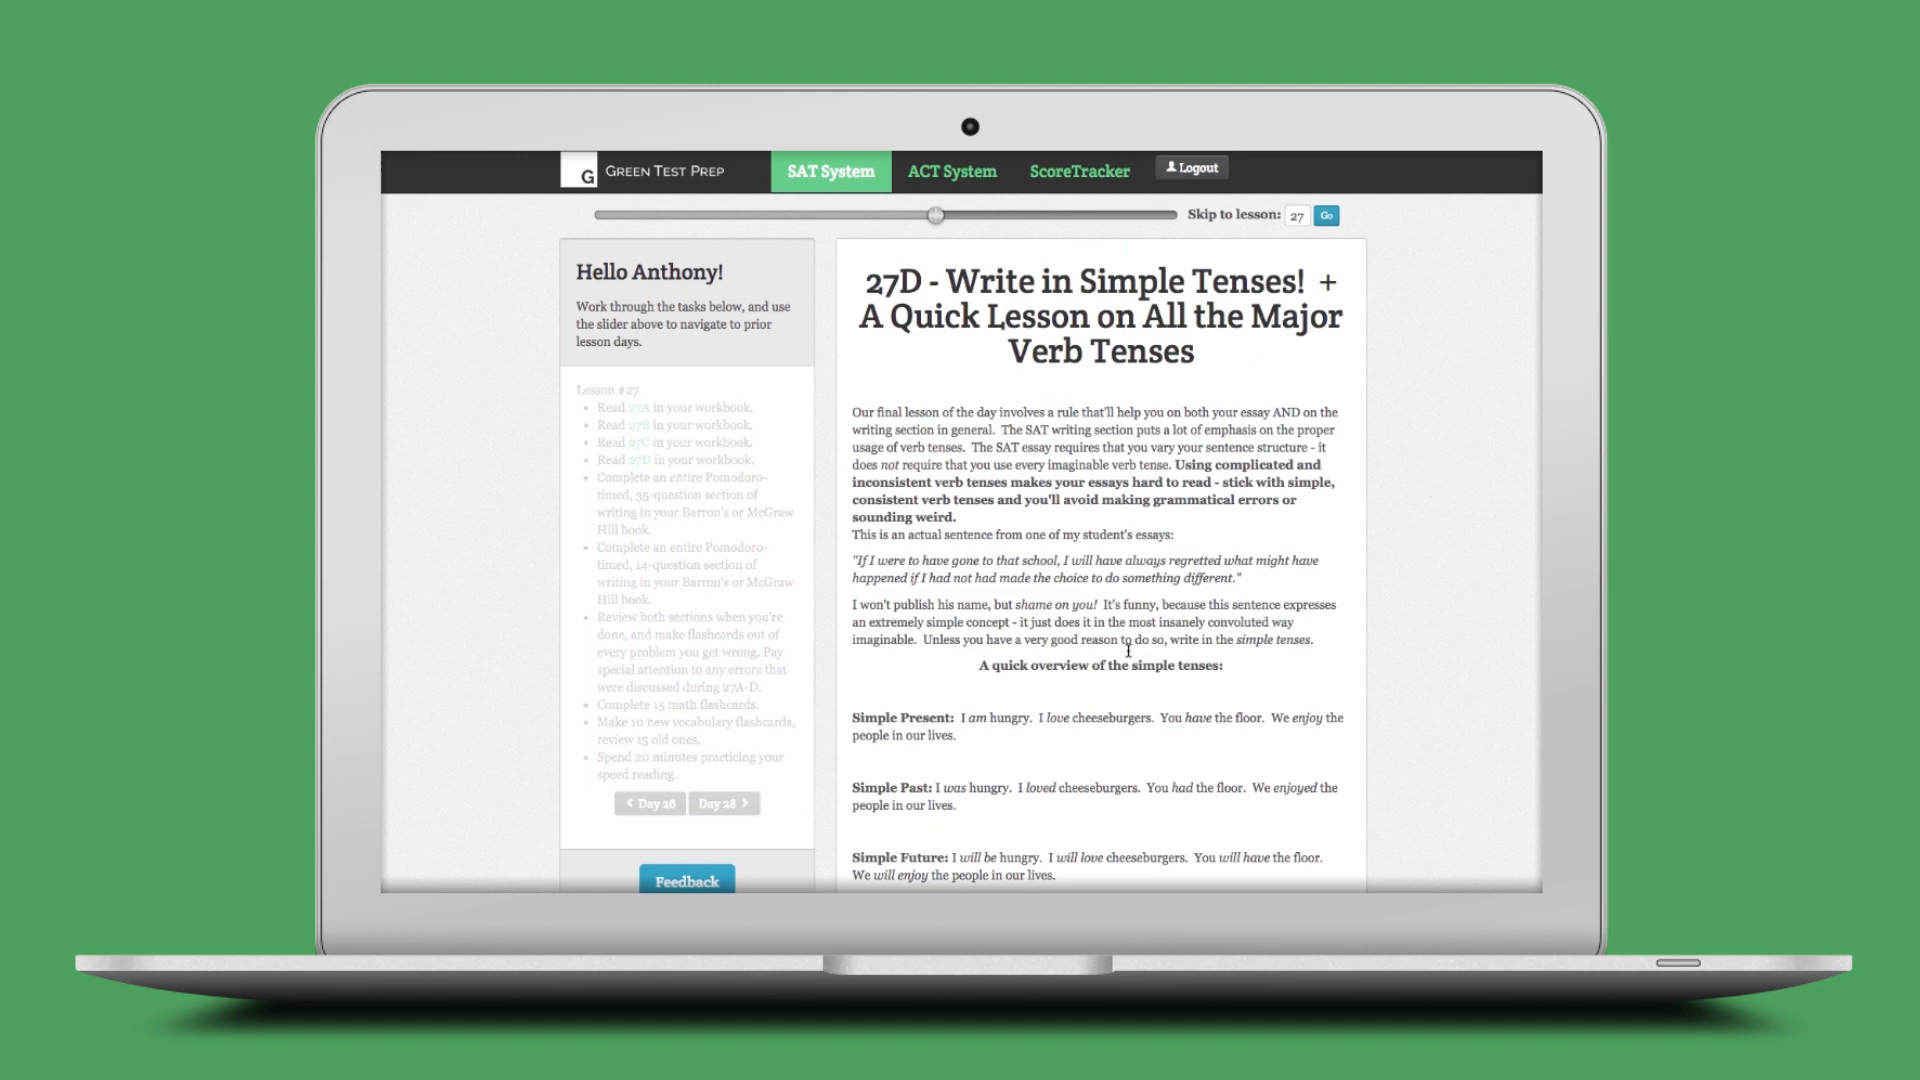 G GREEN TEST PREP SAT System ACT System ScoreTracker Logout
Skip to lesson: 27 Go
Hello Anthony!
Work through the tasks below, and use
the slider above to navigate to prior
lesson days.
Lesson #27
• Read 27A in your workbook.
• Read 27B in your workbook.
• Read 27C in your workbook.
• Read 27D in your workbook.
• Complete an entire Pomodoro-
timed, 35-question section of
writing in your Barron's or McGraw
Hill book.
• Complete an entire Pomodoro-
timed, 14-question section of
writing in your Barron's or McGraw
Hill book.
• Review both sections when you're
done, and make flashcards out of
every problem you get wrong. Pay
special attention to any errors that
were discussed during 27A-D.
• Complete 15 math flashcards.
• Make 10 new vocabulary flashcards,
review 15 old ones.
• Spend 20 minutes practicing your
speed reading.
Day 26 Day 28
Feedback
27D - Write in Simple Tenses! +
A Quick Lesson on All the Major
Verb Tenses
Our final lesson of the day involves a rule that'll help you on both your essay AND on the
writing section in general. The SAT writing section puts a lot of emphasis on the proper
usage of verb tenses. The SAT essay requires that you vary your sentence structure - it
does not require that you use every imaginable verb tense. Using complicated and
inconsistent verb tenses makes your essays hard to read - stick with simple,
consistent verb tenses and you'll avoid making grammatical errors or
sounding weird.
This is an actual sentence from one of my student's essays:
"If I were to have gone to that school, I will have always regretted what might have
happened if I had not had made the choice to do something different."
I won't publish his name, but shame on you! It's funny, because this sentence expresses
an extremely simple concept - it just does it in the most insanely convoluted way
imaginable. Unless you have a very good reason to do so, write in the simple tenses.
A quick overview of the simple tenses:
Simple Present: I am hungry. I love cheeseburgers. You have the floor. We enjoy the
people in our lives.
Simple Past: I was hungry. I loved cheeseburgers. You had the floor. We enjoyed the
people in our lives.
Simple Future: I will be hungry. I will love cheeseburgers. You will have the floor.
We will enjoy the people in our lives.